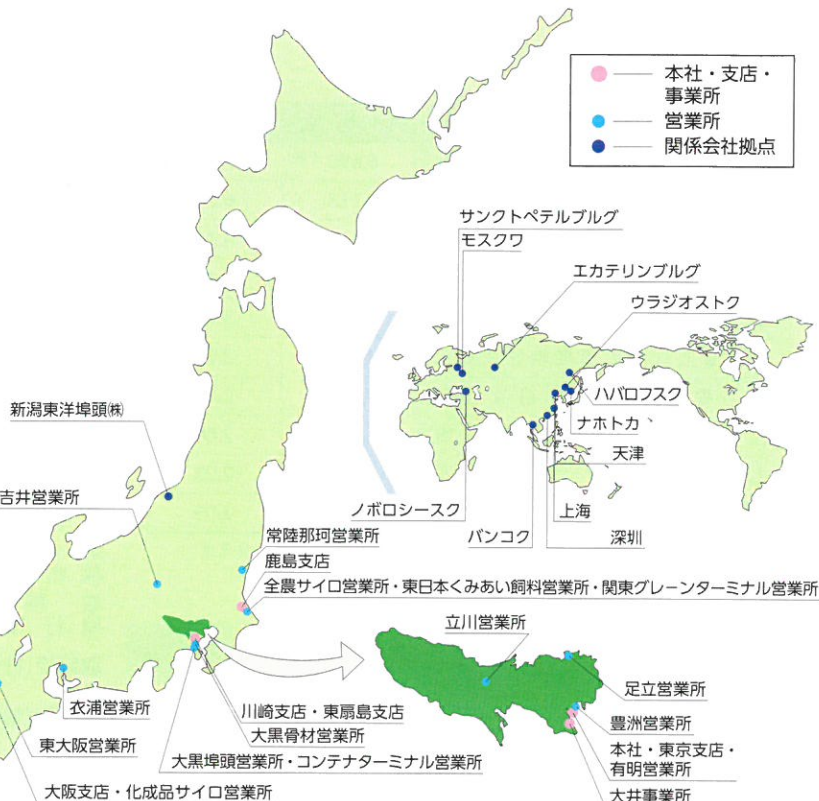 本社・支店・
事業所
営業所
関係会社拠点
サンクトペテルブルグ
モスクワ
エカテリンブルグ
ウラジオストク
ハバロフスク
ナホトカ
天津
上海
深圳
バンコク
ノボロシースク
新潟東洋埠頭㈱
吉井営業所
常陸那珂営業所
鹿島支店
全農サイロ営業所・東日本くみあい飼料営業所・関東グレーンターミナル営業所
立川営業所
足立営業所
豊洲営業所
本社・東京支店・
有明営業所
大井事業所
川崎支店・東扇島支店
大黒骨材営業所
大黒埠頭営業所・コンテナターミナル営業所
衣浦営業所
東大阪営業所
大阪支店・化成品サイロ営業所